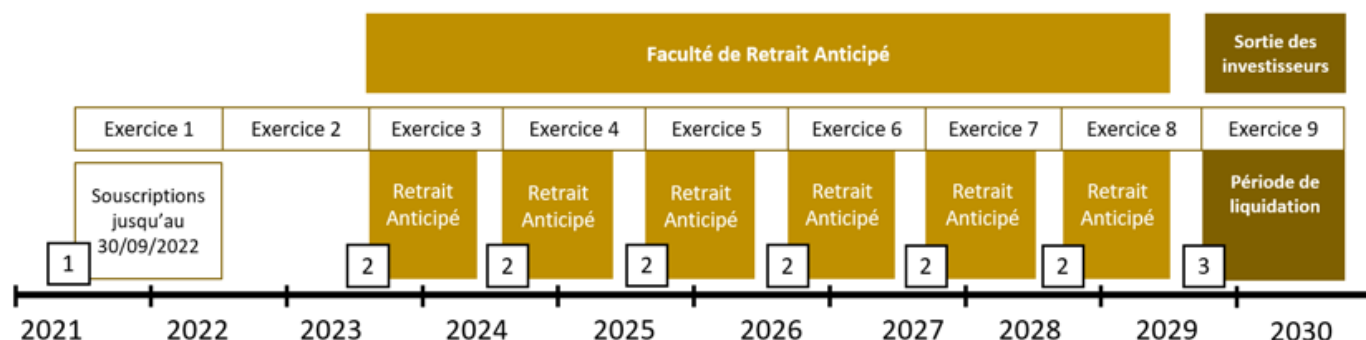 Faculté de Retrait Anticipé
Sortie des
investisseurs
Exercice 1
Exercice 2
Exercice 3
Exercice 4
Exercice 5
Exercice 6
Exercice 7
Exercice 8
Exercice 9
Souscriptions
jusqu'au
30/09/2022
Retrait
Anticipé
Retrait
Anticipé
Retrait
Anticipé
Retrait
Anticipé
Retrait
Anticipé
Retrait
Anticipé
Période de
liquidation
1
2
2
2
2
2
2
3
2021
2022
2023
2024
2025
2026
2027
2028
2029
2030